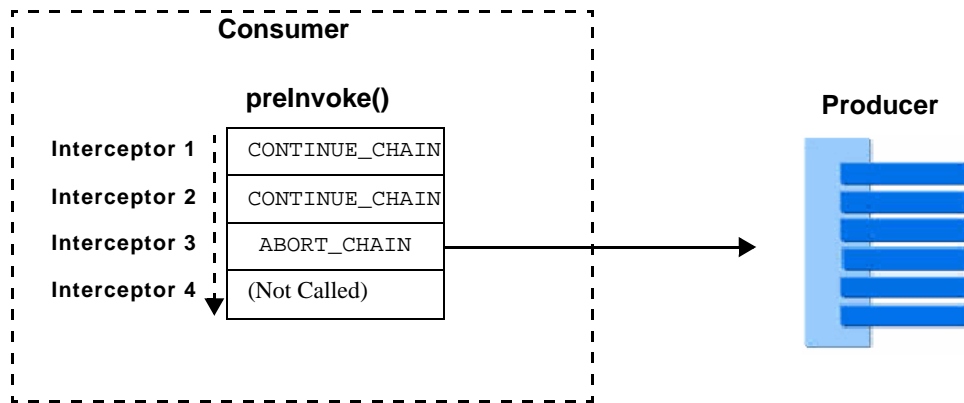 Consumer
preInvoke()
Producer
Interceptor 1 CONTINUE_CHAIN
Interceptor 2 CONTINUE_CHAIN
Interceptor 3 ABORT_CHAIN
Interceptor 4 (Not Called)